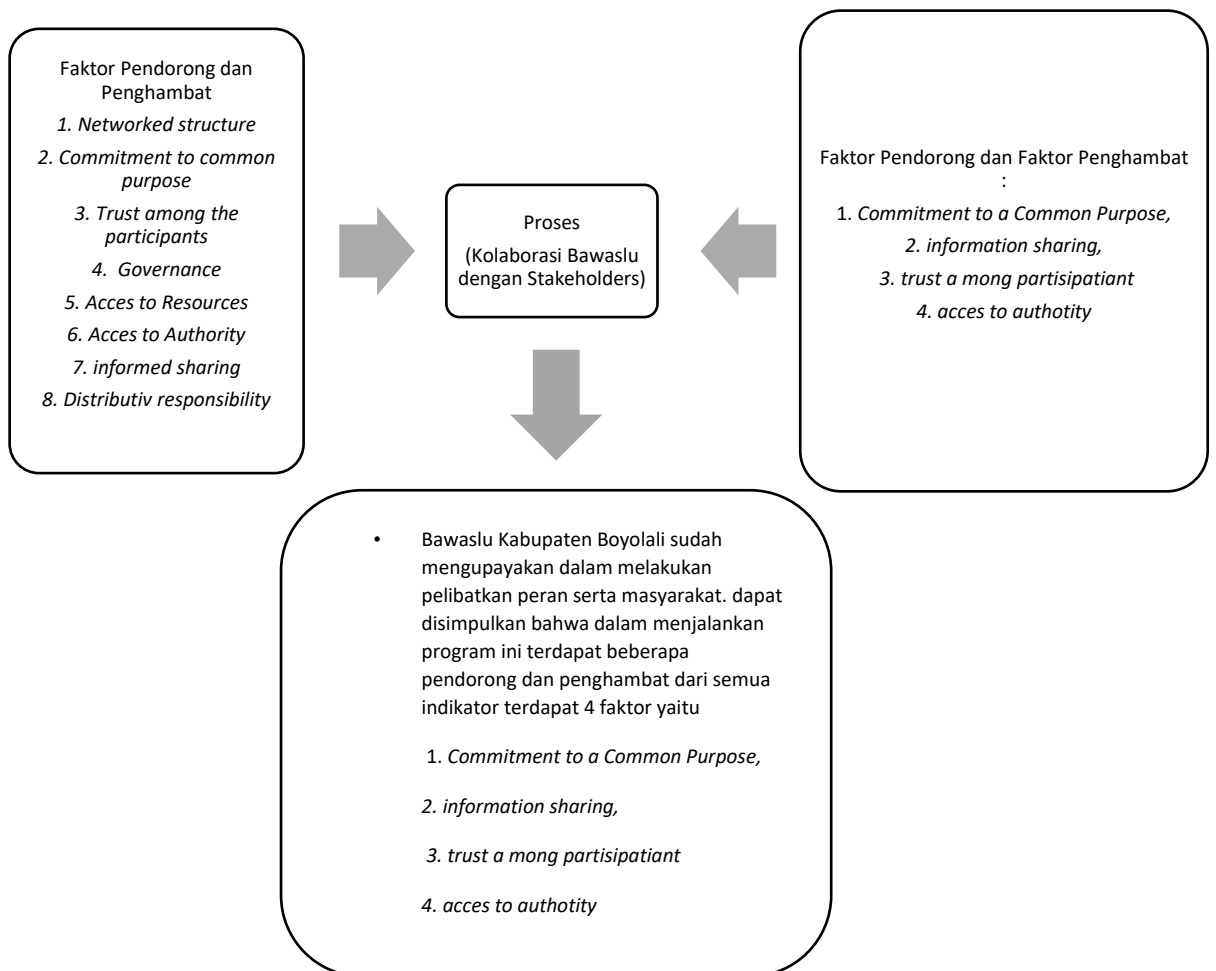 Faktor Pendorong dan
Penghambat
1. Networked structure
2. Commitment to common
purpose
3. Trust among the
participants
4. Governance
5. Acces to Resources
6. Acces to Authority
7. informed sharing
8. Distributiv responsibility
Proses
(Kolaborasi Bawaslu
dengan Stakeholders)
Faktor Pendorong dan Faktor Penghambat
:
1. Commitment to a Common Purpose,
2. information sharing,
3. trust a mong partisipatiant
4. acces to authotity
• Bawaslu Kabupaten Boyolali sudah
mengupayakan dalam melakukan
pelibatkan peran serta masyarakat. dapat
disimpulkan bahwa dalam menjalankan
program ini terdapat beberapa
pendorong dan penghambat dari semua
indikator terdapat 4 faktor yaitu
1. Commitment to a Common Purpose,
2. information sharing,
3. trust a mong partisipatiant
4. acces to authotity